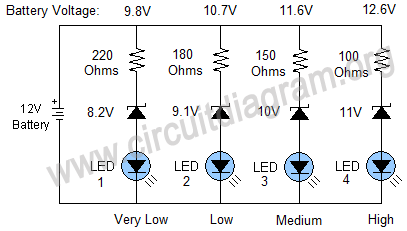 Battery Voltage: 9.8V 10.7V 11.6V 12.6V
220 Ohms
180 Ohms
150 Ohms
100 Ohms
12V Battery
+
8.2V 9.1V 10V 11V
LED 1
LED 2
LED 3
LED 4
Very Low Low Medium High
www.circuitdiagram.org